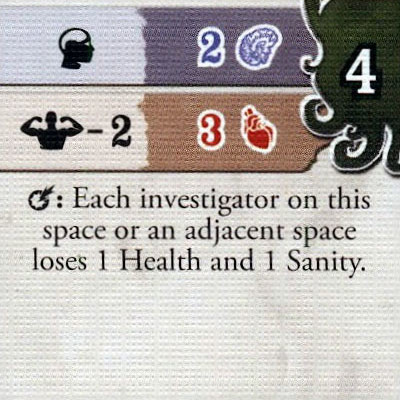 2
4
-2 3
: Each investigator on this
space or an adjacent space
loses 1 Health and 1 Sanity.